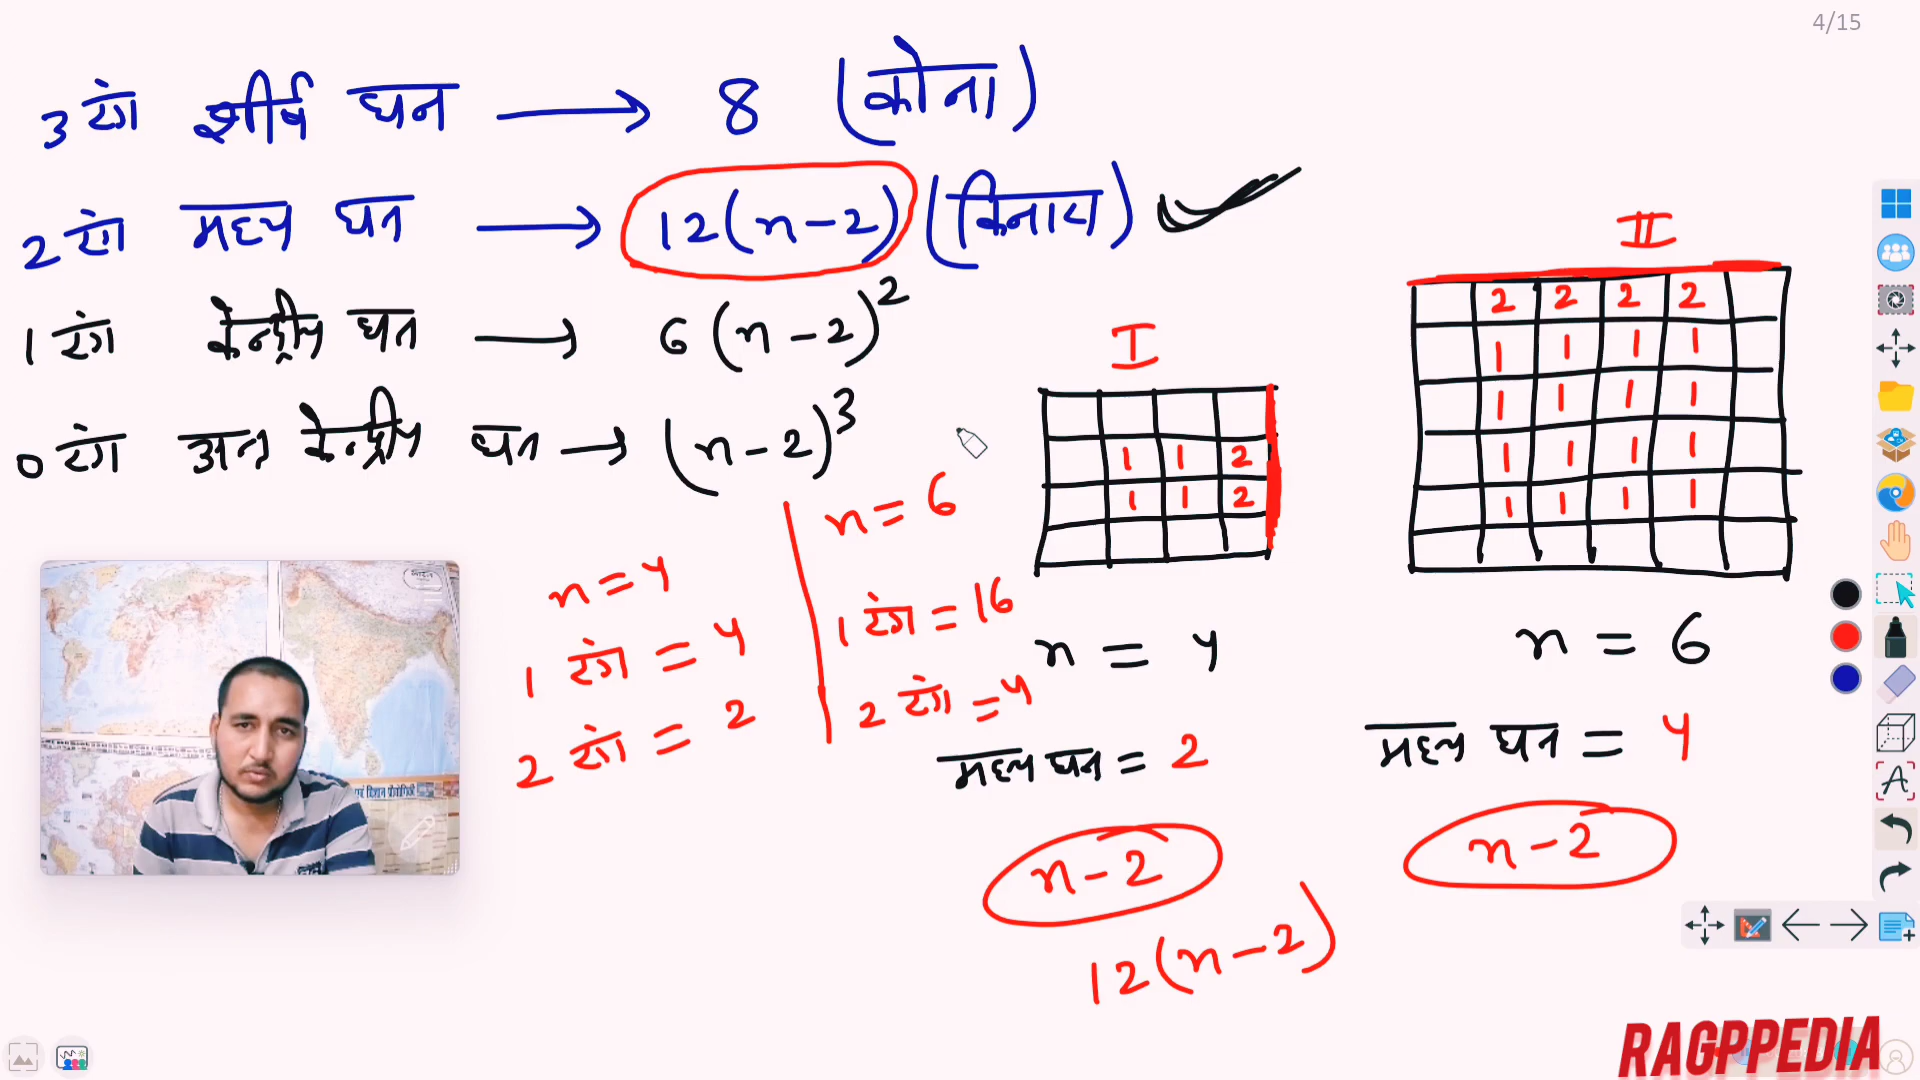 4/15
3 रंग शीर्ष घन → 8 (कोना)
2 रंग मध्य घन → 12(n-2) (किनारा)
1 रंग केन्द्रीय घन → 6(n-2)²
0 रंग अन्त केन्द्रीय घन → (n-2)³
n=4
1 रंग = 4
2 रंग = 2
n=6
1 रंग = 16
2 रंग = 4
I
1 1 2
1 1 2
n = 4
मध्य घन = 2
n-2
12(n-2)
II
2 2 2 2
1 1 1 1
1 1 1 1
1 1 1 1
1 1 1 1
n = 6
मध्य घन = 4
n-2
RAGPPEDIA